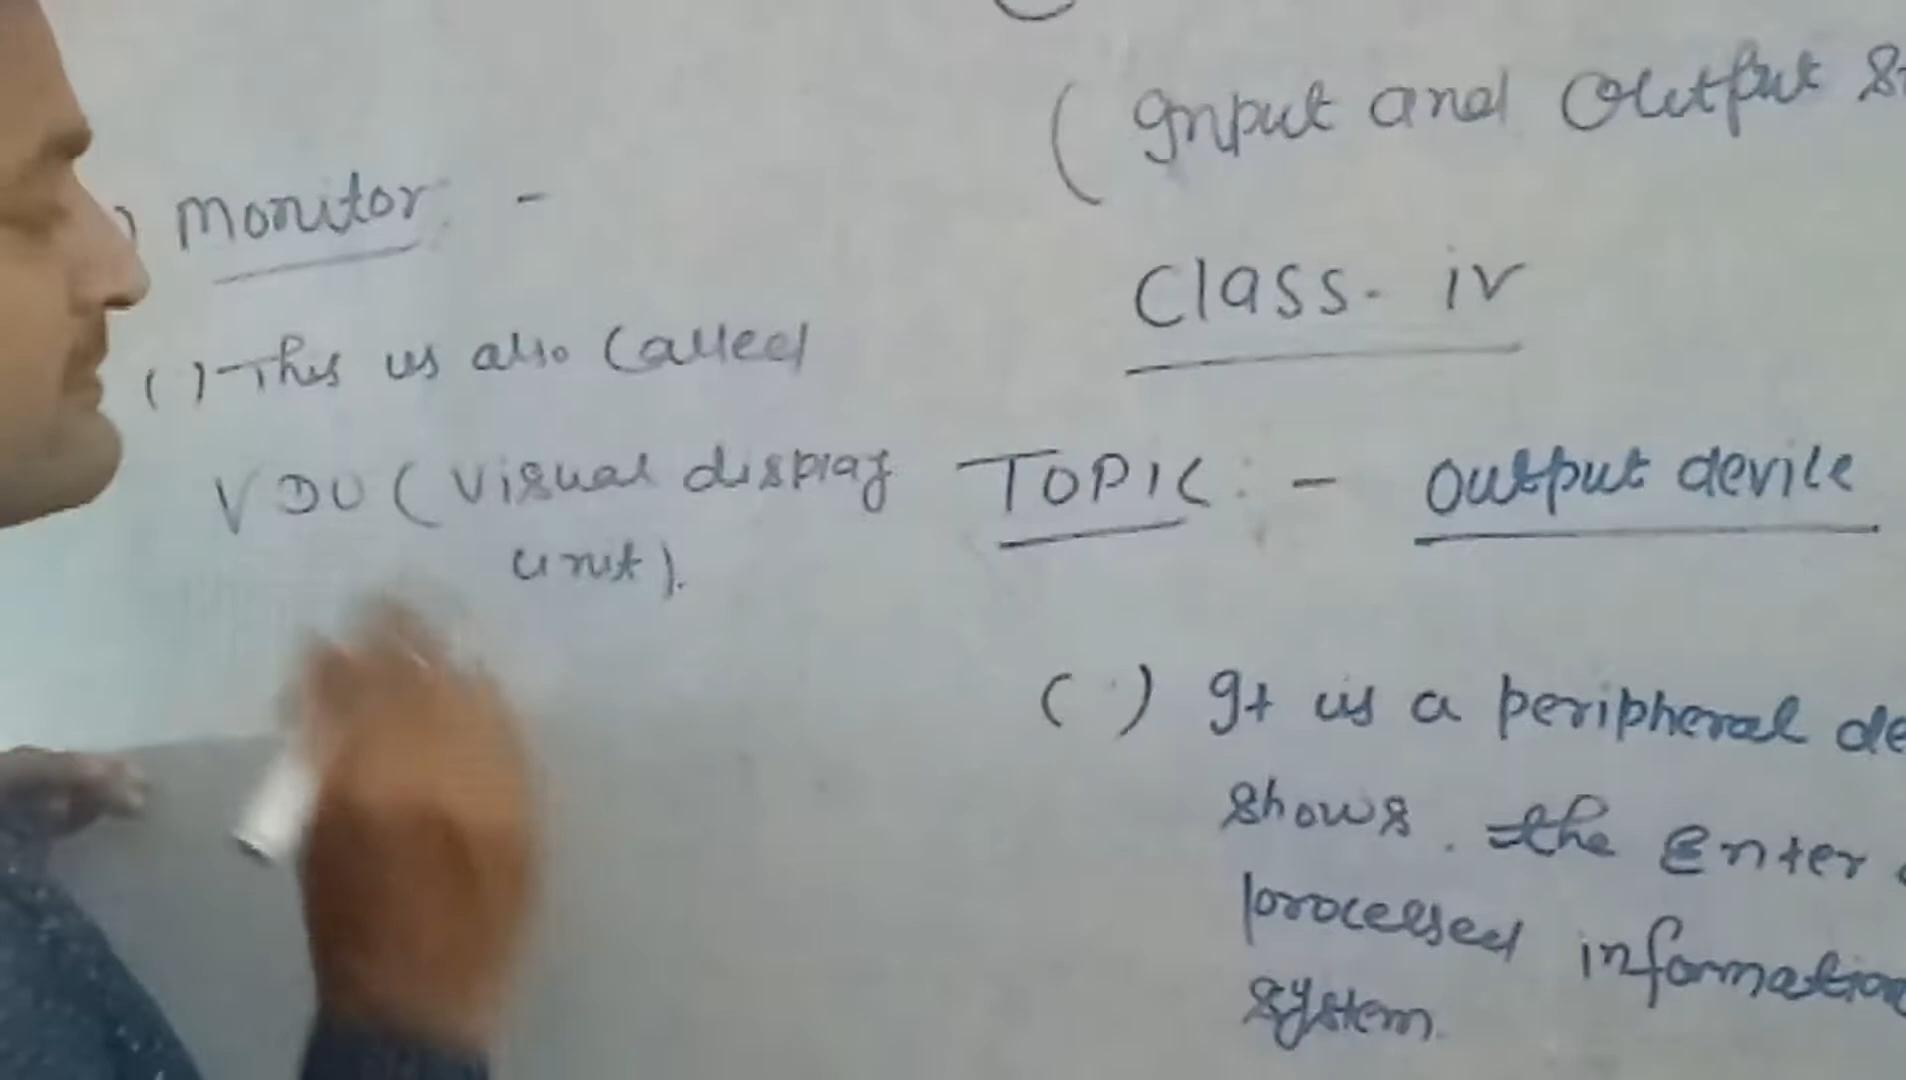 ( Input and Output
Class- iv
TOPIC :- Output device
( ) It is a peripheral
shows the Enter
processed information
system.
) Monitor -
( ) This is also Called
VDU ( Visual display
unit).